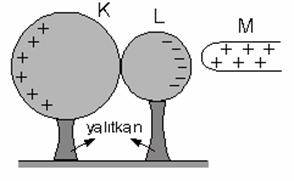 K L M
+ + + + + +
- - - - -
+ + + +
+ + +
yalıtkan